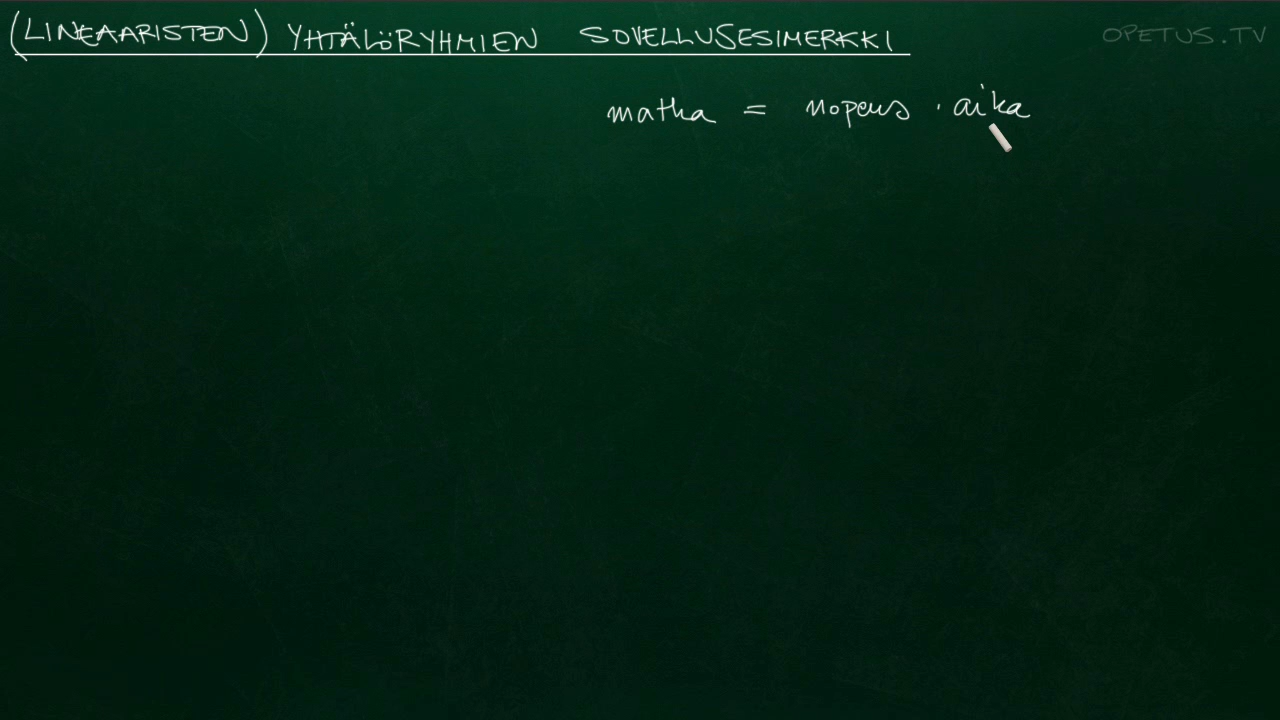 (LINEAARISTEN) YHTÄLÖRYHMIEN SOVELLUSESIMERKKI
OPETUS.TV
matka = nopeus · aika